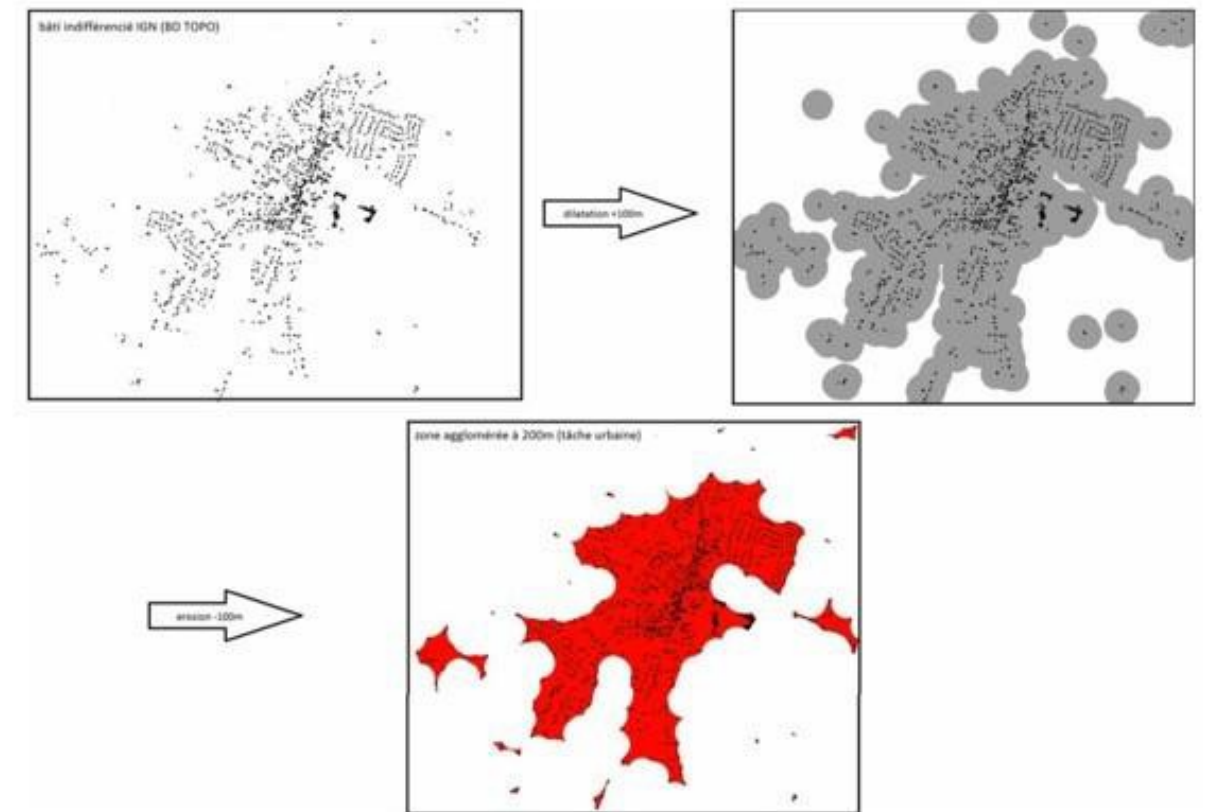 bâti indifférencié IGN (BD TOPO)
dilatation +100m
zone agglomérée à 200m (tâche urbaine)
erosion -100m